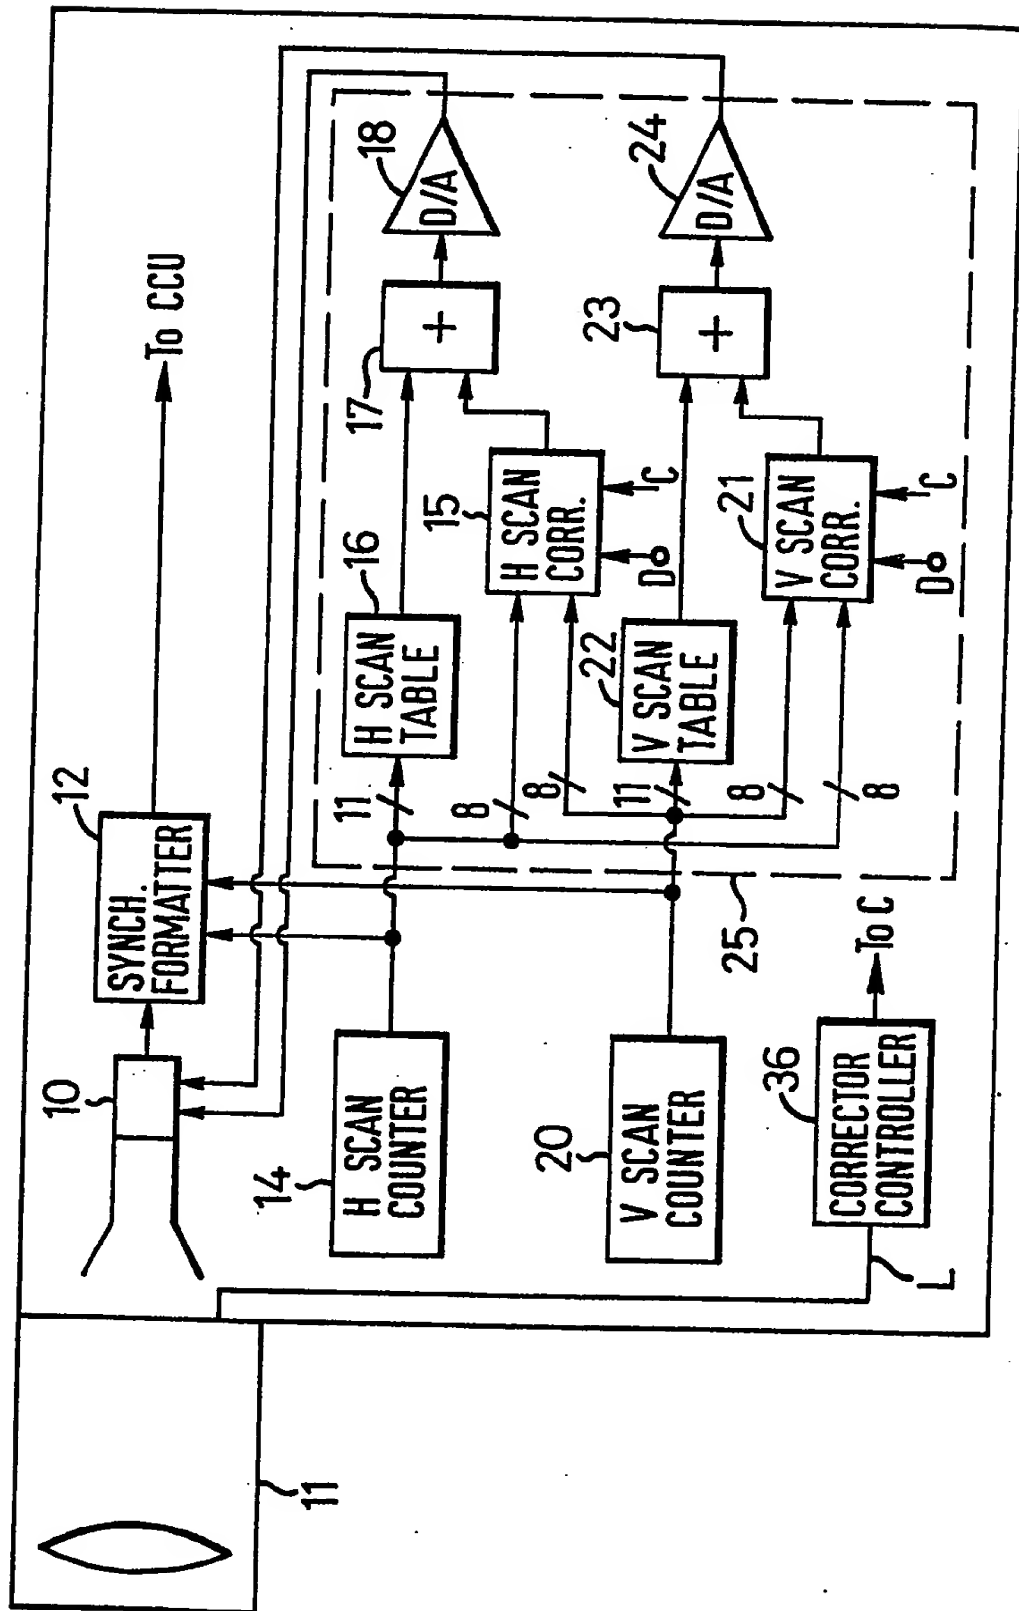 10
12
SYNCH.
FORMATTER
To CCU
11
14
H SCAN
COUNTER
11
16
H SCAN
TABLE
17
+
18
D/A
8
8
15
H SCAN
CORR.
D
C
20
V SCAN
COUNTER
11
22
V SCAN
TABLE
23
+
24
D/A
8
8
21
V SCAN
CORR.
D
C
25
36
CORRECTOR
CONTROLLER
To C
L